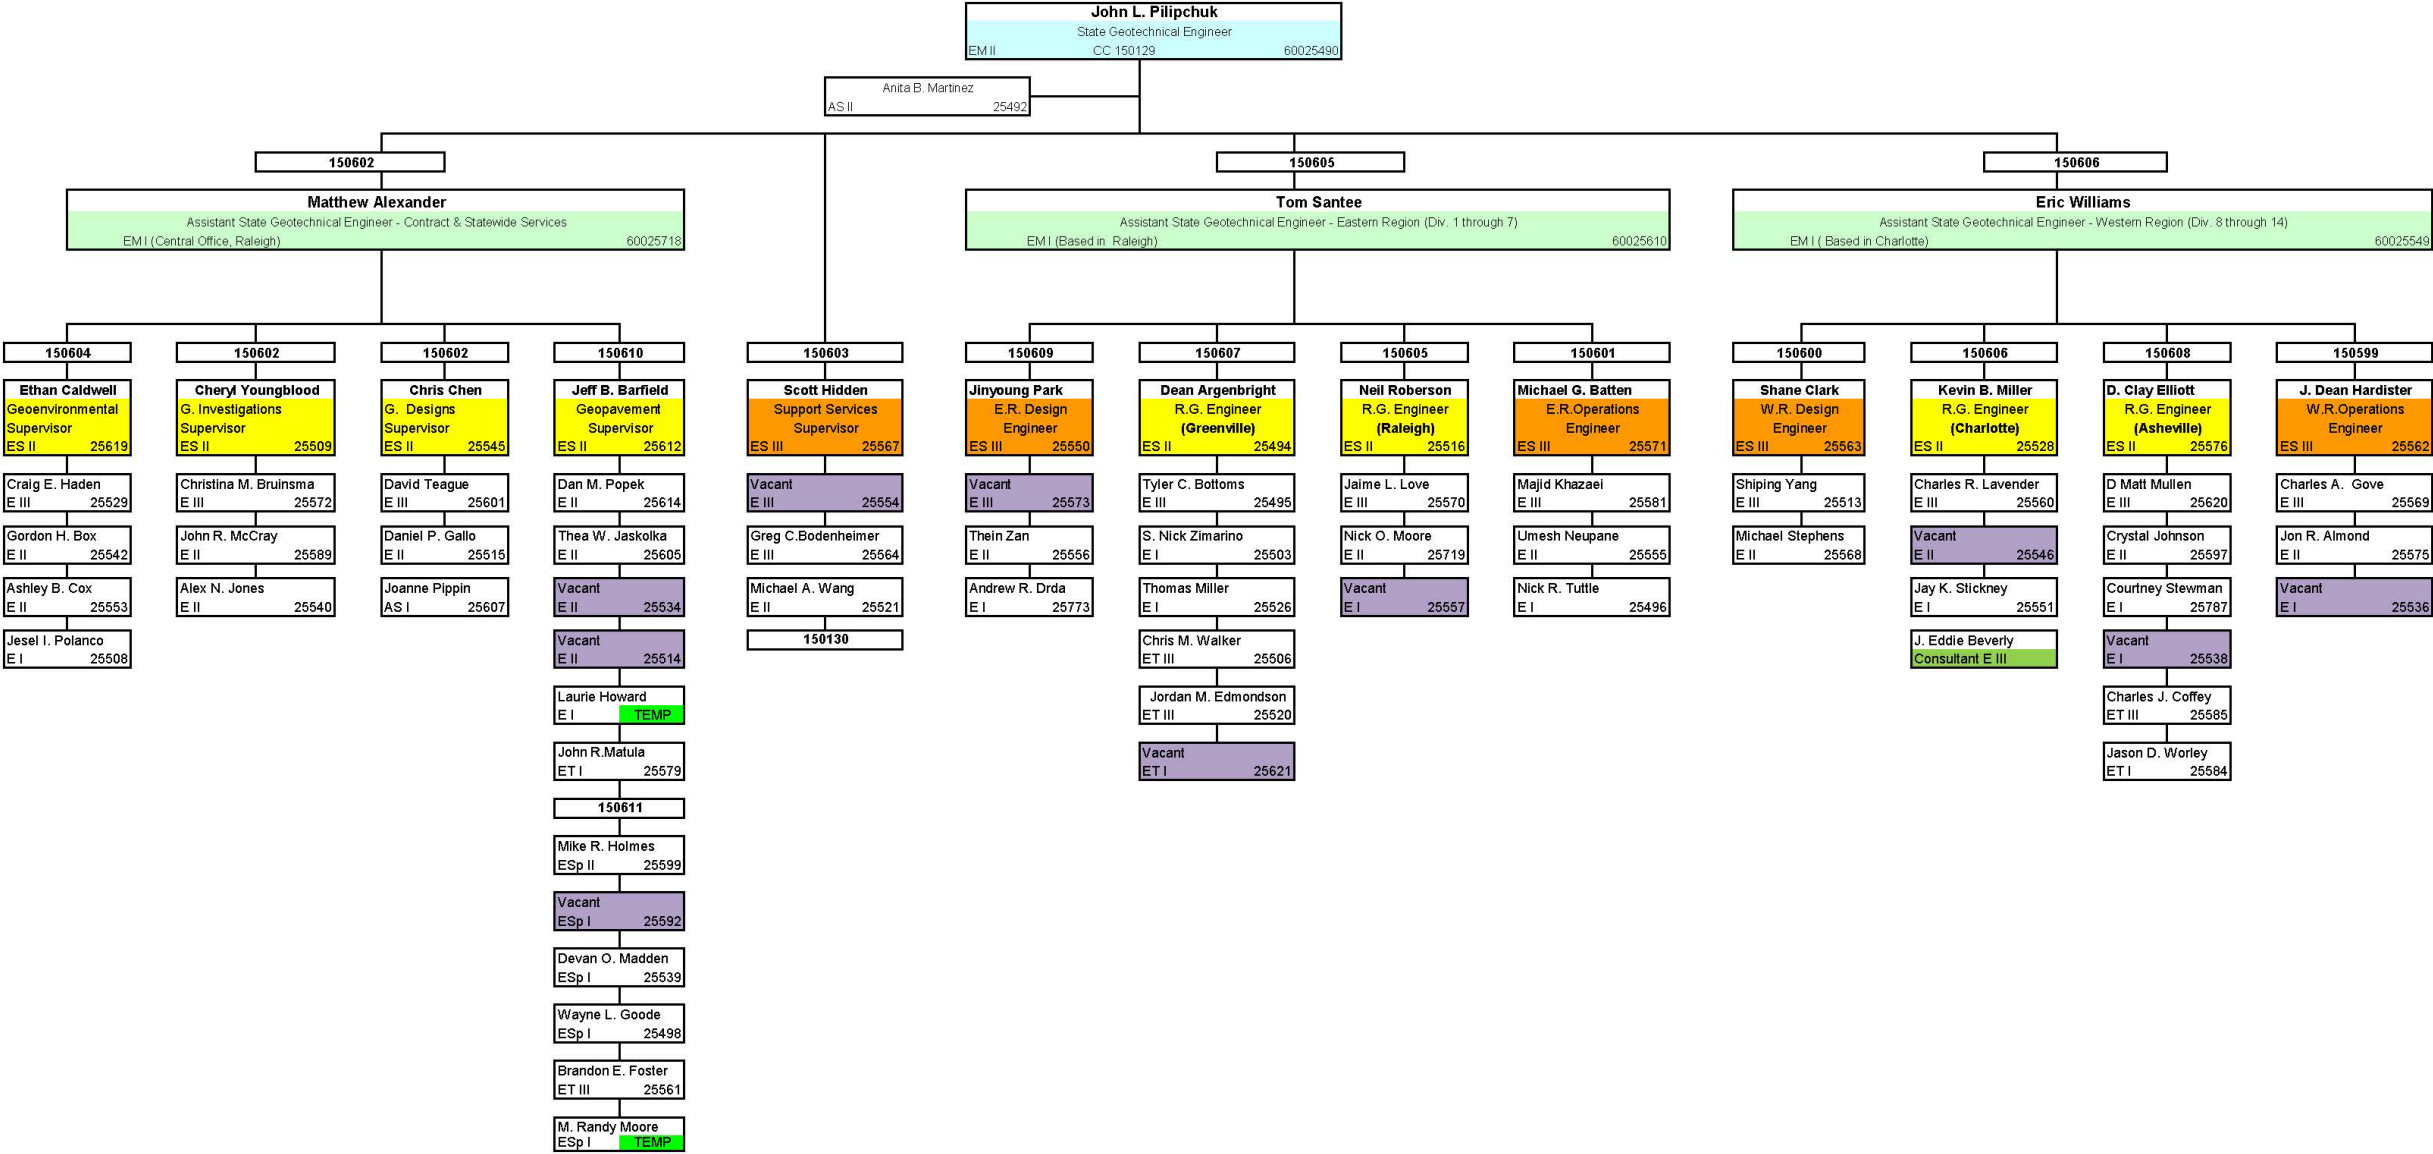 John L. Pilipchuk
State Geotechnical Engineer
EM II CC 150129 60025490
Anita B. Martinez
AS II 25492
150602
Matthew Alexander
Assistant State Geotechnical Engineer - Contract & Statewide Services
EM I (Central Office, Raleigh) 60025718
150605
Tom Santee
Assistant State Geotechnical Engineer - Eastern Region (Div. 1 through 7)
EM I (Based in Raleigh) 60025610
150606
Eric Williams
Assistant State Geotechnical Engineer - Western Region (Div. 8 through 14)
EM I ( Based in Charlotte) 60025549
150604
Ethan Caldwell
Geoenvironmental
Supervisor
ES II 25619
Craig E. Haden
E III 25529
Gordon H. Box
E II 25542
Ashley B. Cox
E II 25553
Jesel I. Polanco
E I 25508
150602
Cheryl Youngblood
G. Investigations
Supervisor
ES II 25509
Christina M. Bruinsma
E III 25572
John R. McCray
E II 25589
Alex N. Jones
E II 25540
150602
Chris Chen
G. Designs
Supervisor
ES II 25545
David Teague
E III 25601
Daniel P. Gallo
E II 25515
Joanne Pippin
AS I 25607
150610
Jeff B. Barfield
Geopavement
Supervisor
ES II 25612
Dan M. Popek
E II 25614
Thea W. Jaskolka
E II 25605
Vacant
E II 25534
Vacant
E II 25514
Laurie Howard
E I TEMP
John R.Matula
ET I 25579
150611
Mike R. Holmes
ESp II 25599
Vacant
ESp I 25592
Devan O. Madden
ESp I 25539
Wayne L. Goode
ESp I 25498
Brandon E. Foster
ET III 25561
M. Randy Moore
ESp I TEMP
150603
Scott Hidden
Support Services
Supervisor
ES III 25567
Vacant
E III 25554
Greg C.Bodenheimer
E III 25564
Michael A. Wang
E II 25521
150130
150609
Jinyoung Park
E.R. Design
Engineer
ES III 25550
Vacant
E III 25573
Thein Zan
E II 25556
Andrew R. Drda
E I 25773
150607
Dean Argenbright
R.G. Engineer
(Greenville)
ES II 25494
Tyler C. Bottoms
E III 25495
S. Nick Zimarino
E I 25503
Thomas Miller
E I 25526
Chris M. Walker
ET III 25506
Jordan M. Edmondson
ET III 25520
Vacant
ET I 25621
150605
Neil Roberson
R.G. Engineer
(Raleigh)
ES II 25516
Jaime L. Love
E III 25570
Nick O. Moore
E II 25719
Vacant
E I 25557
150601
Michael G. Batten
E.R.Operations
Engineer
ES III 25571
Majid Khazaei
E III 25581
Umesh Neupane
E II 25555
Nick R. Tuttle
E I 25496
150600
Shane Clark
W.R. Design
Engineer
ES III 25563
Shiping Yang
E III 25513
Michael Stephens
E II 25568
150606
Kevin B. Miller
R.G. Engineer
(Charlotte)
ES II 25528
Charles R. Lavender
E III 25560
Vacant
E II 25546
Jay K. Stickney
E I 25551
J. Eddie Beverly
Consultant E III
150608
D. Clay Elliott
R.G. Engineer
(Asheville)
ES II 25576
D Matt Mullen
E III 25620
Crystal Johnson
E II 25597
Courtney Stewman
E I 25787
Vacant
E I 25538
Charles J. Coffey
ET III 25585
Jason D. Worley
ET I 25584
150599
J. Dean Hardister
W.R.Operations
Engineer
ES III 25562
Charles A. Gove
E III 25569
Jon R. Almond
E II 25575
Vacant
E I 25536